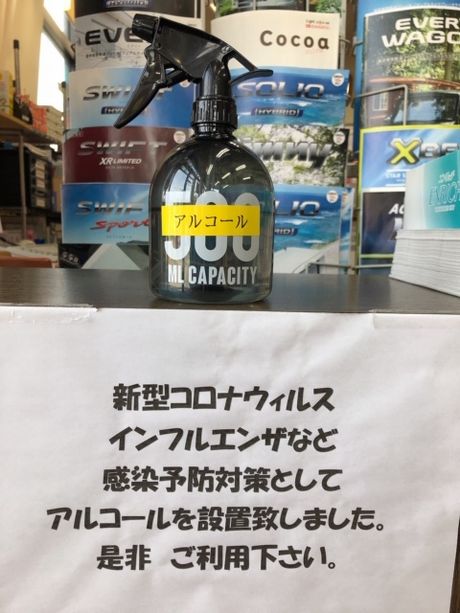 EVERY
Cocoa
EVERY
WAGON
SWIFT
HYBRID
SOLIO
HYBRID
SWIFT
XR LIMITED
XBEE
SWIFT
Sport
500
アルコール
ML CAPACITY
新型コロナウィルス
インフルエンザなど
感染予防対策として
アルコールを設置致しました。
是非 ご利用下さい。